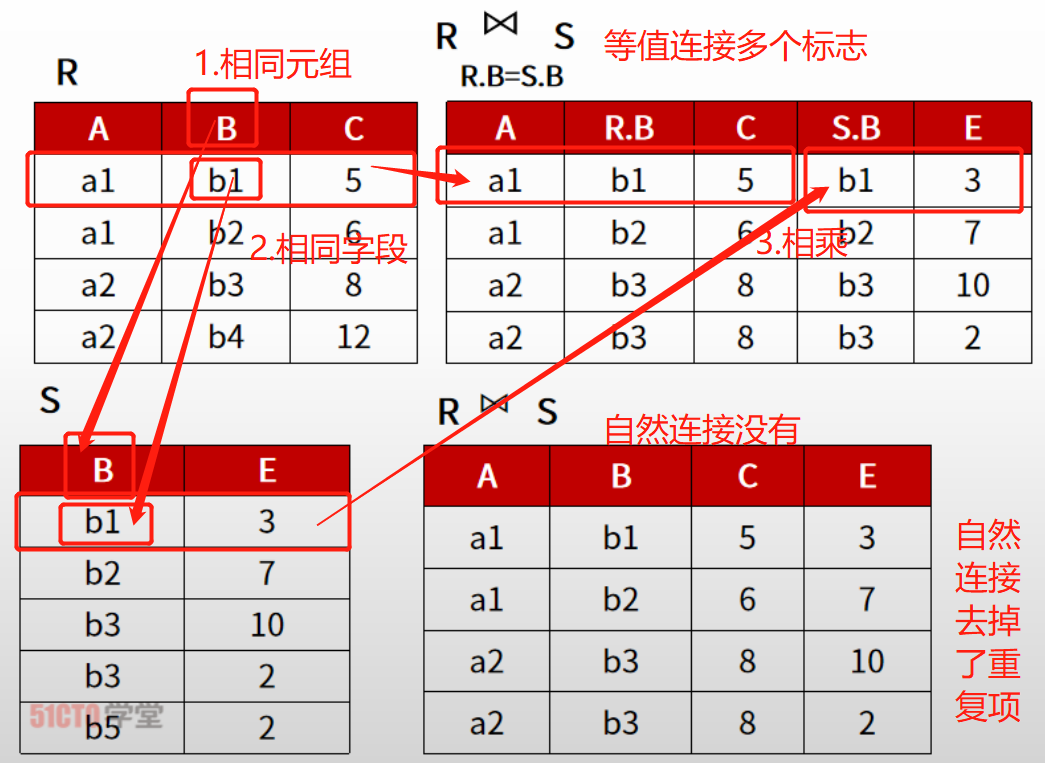 R ⋈ S 等值连接多个标志
R.B=S.B
R 1.相同元组
A B C
a1 b1 5
a1 b2 6
2.相同字段
a2 b3 8
a2 b4 12
A R.B C S.B E
a1 b1 5 b1 3
a1 b2 6 b2 7
3.相乘
a2 b3 8 b3 10
a2 b3 8 b3 2
S
B E
b1 3
b2 7
b3 10
b3 2
b5 2
51CTO学堂
R ⋈ S
自然连接没有
A B C E
a1 b1 5 3
a1 b2 6 7
a2 b3 8 10
a2 b3 8 2
自然
连接
去掉
了重
复项